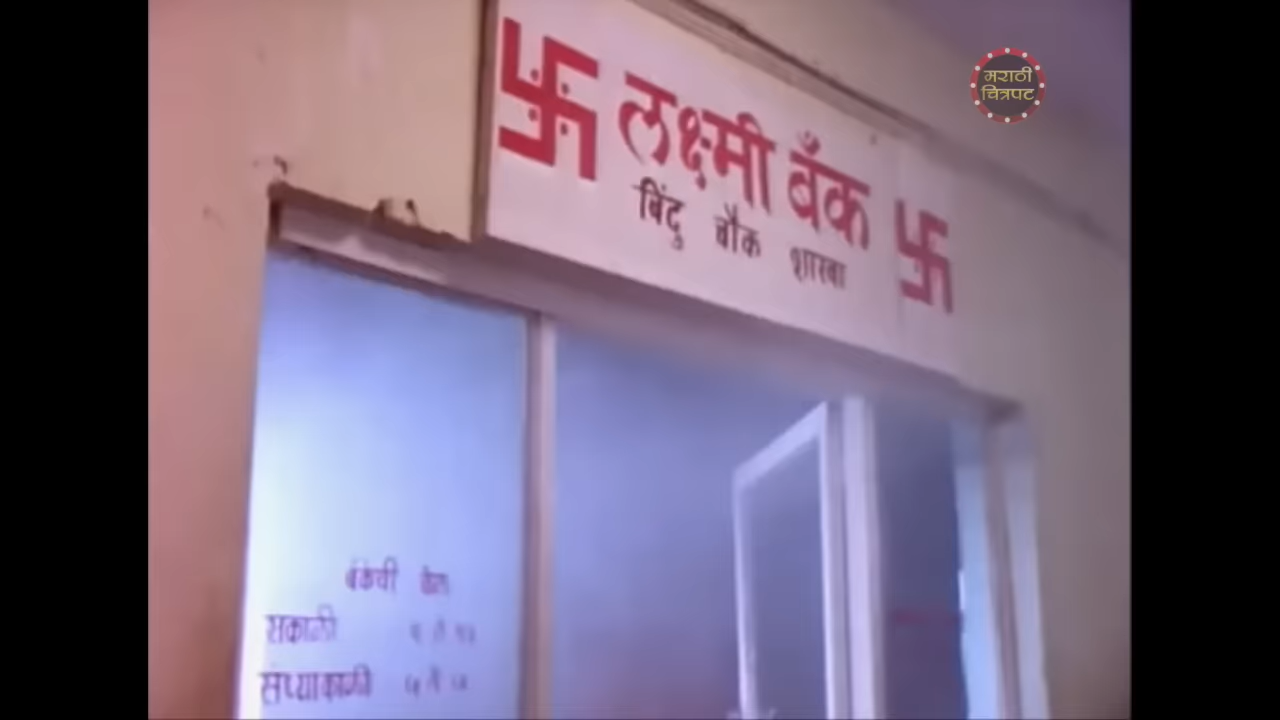 मराठी
चित्रपट
लक्ष्मी बँक
बिंदु चौक शाखा
बँकेची वेळ
सकाळी ते
संध्याकाळी ते